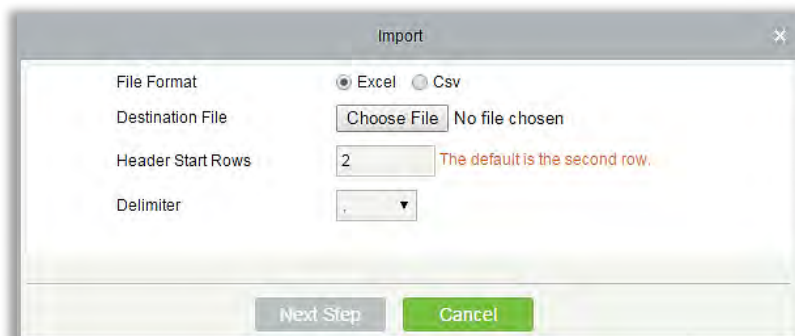 Import
File Format Excel Csv
Destination File Choose File No file chosen
Header Start Rows 2 The default is the second row.
Delimiter .
Next Step Cancel